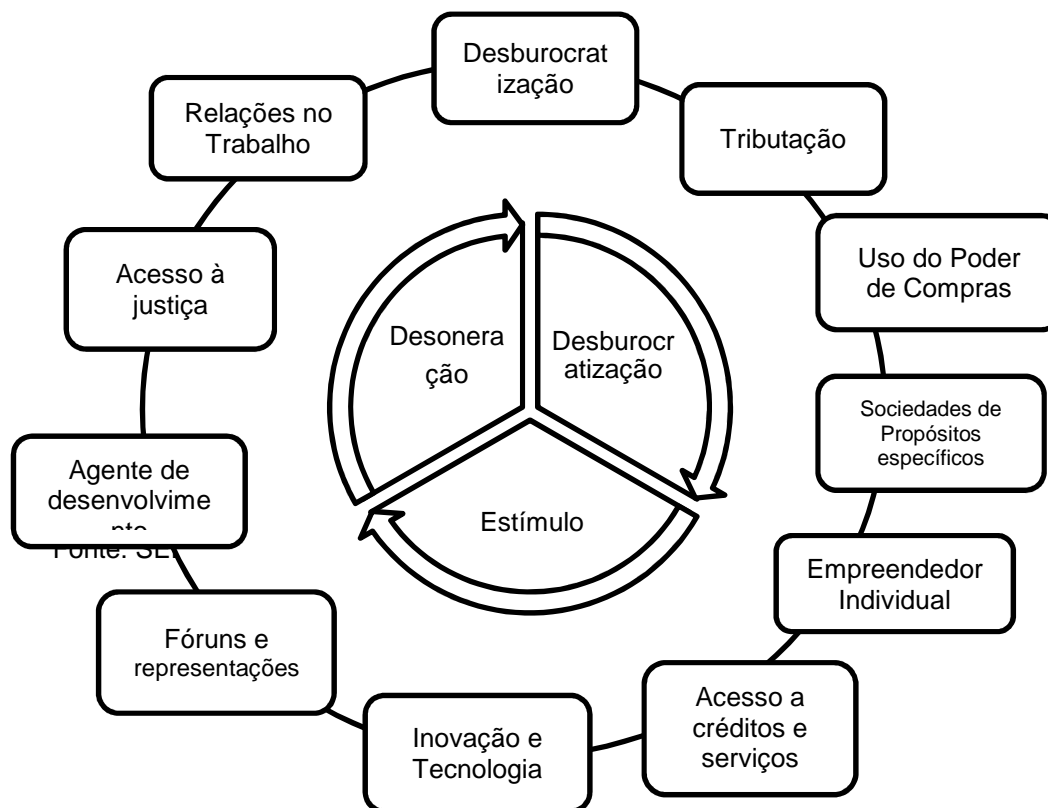 Desburocrat
ização
Relações no
Trabalho
Tributação
Acesso à
justiça
Uso do Poder
de Compras
Desonera
ção
Desburocr
atização
Sociedades de
Propósitos
específicos
Agente de
desenvolvime
Estímulo
Fonte:
Empreendedor
Individual
Fóruns e
representações
Acesso a
créditos e
serviços
Inovação e
Tecnologia